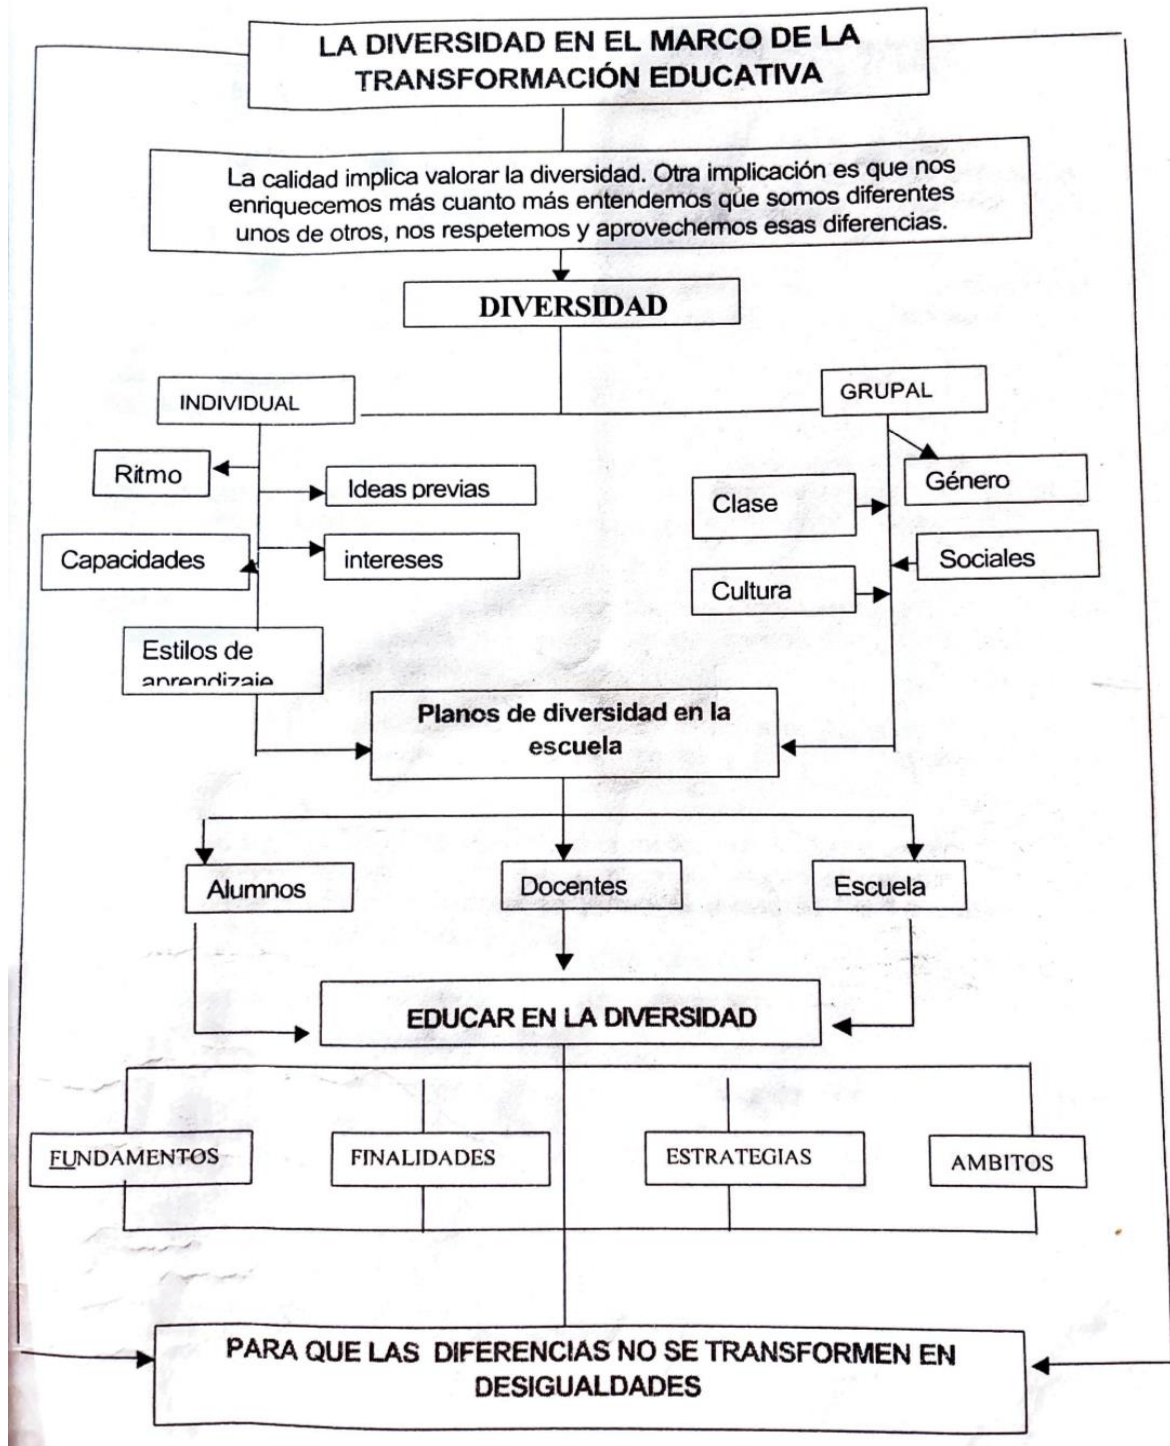 LA DIVERSIDAD EN EL MARCO DE LA
TRANSFORMACIÓN EDUCATIVA
La calidad implica valorar la diversidad. Otra implicación es que nos
enriquecemos más cuanto más entendemos que somos diferentes
unos de otros, nos respetemos y aprovechemos esas diferencias.
DIVERSIDAD
INDIVIDUAL
GRUPAL
Ritmo
Ideas previas
Clase
Género
Capacidades
intereses
Sociales
Cultura
Estilos de
aprendizaje
Planos de diversidad en la
escuela
Alumnos
Docentes
Escuela
EDUCAR EN LA DIVERSIDAD
FUNDAMENTOS
FINALIDADES
ESTRATEGIAS
AMBITOS
PARA QUE LAS DIFERENCIAS NO SE TRANSFORMEN EN
DESIGUALDADES